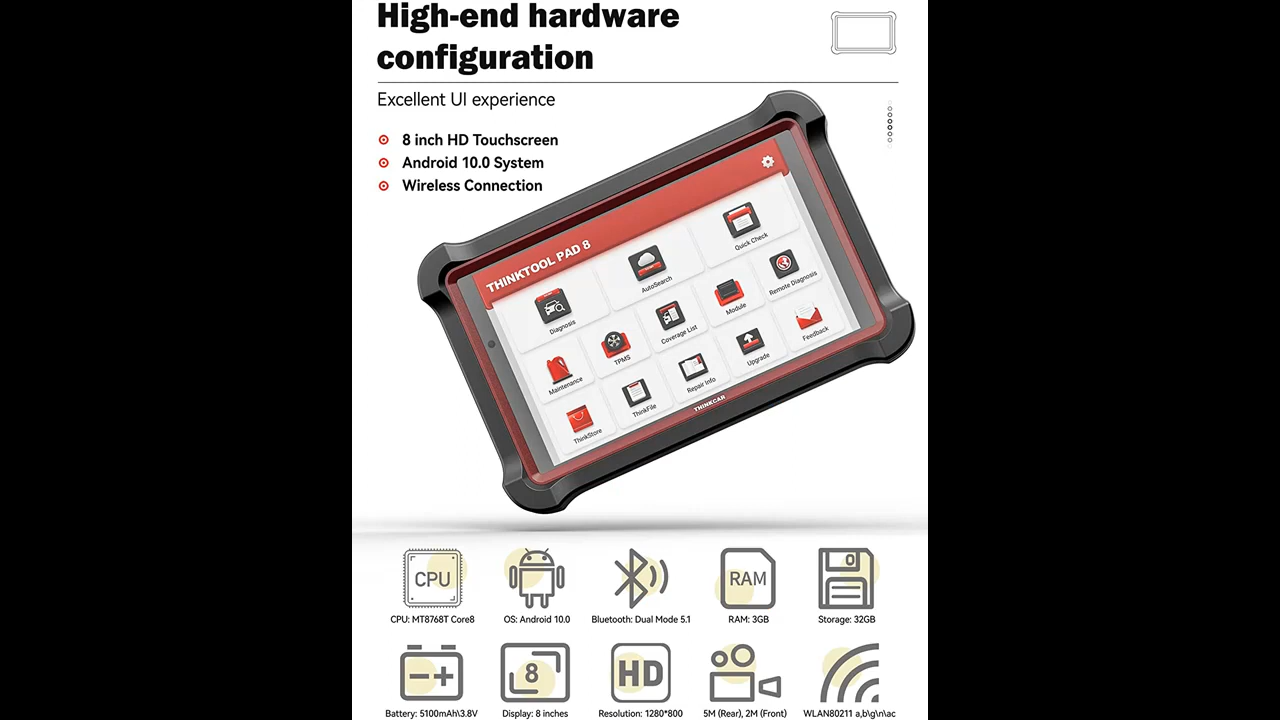 High-end hardware
configuration
Excellent UI experience
8 inch HD Touchscreen
Android 10.0 System
Wireless Connection
THINKTOOL PAD 8
Diagnosis
AutoSearch
Quick Check
Maintenance
TPMS
Coverage List
Module
Remote Diagnosis
ThinkStore
ThinkFile
Repair Info
Upgrade
Feedback
THINKCAR
CPU
RAM
CPU: MT8768T Core8
OS: Android 10.0
Bluetooth: Dual Mode 5.1
RAM: 3GB
Storage: 32GB
8
HD
Battery: 5100mAh\3.8V
Display: 8 inches
Resolution: 1280*800
5M (Rear), 2M (Front)
WLAN80211 a,b\g\n\ac